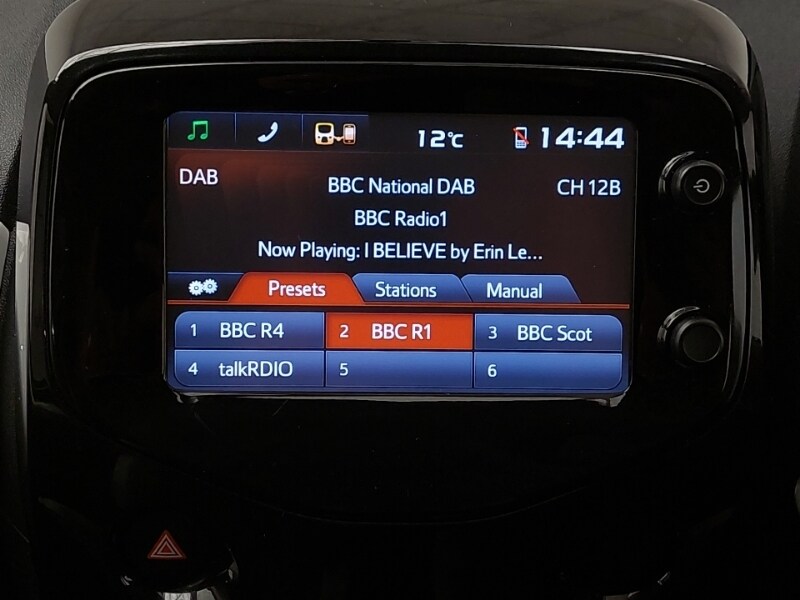 12°C 14:44
DAB BBC National DAB CH 12B
BBC Radio1
Now Playing: I BELIEVE by Erin Le...
Presets Stations Manual
1 BBC R4 2 BBC R1 3 BBC Scot
4 talkRDIO 5 6